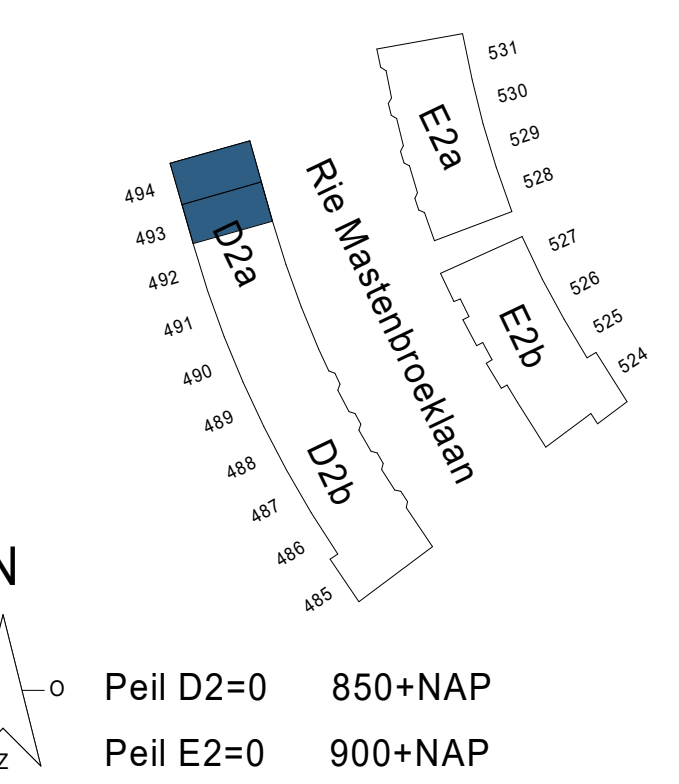 531
530
529
528
E2a
Rie Mastenbroeklaan
494
493
492
491
490
489
488
487
486
485
D2a
D2b
527
526
525
524
E2b
N
O
Z
Peil D2=0 850+NAP
Peil E2=0 900+NAP